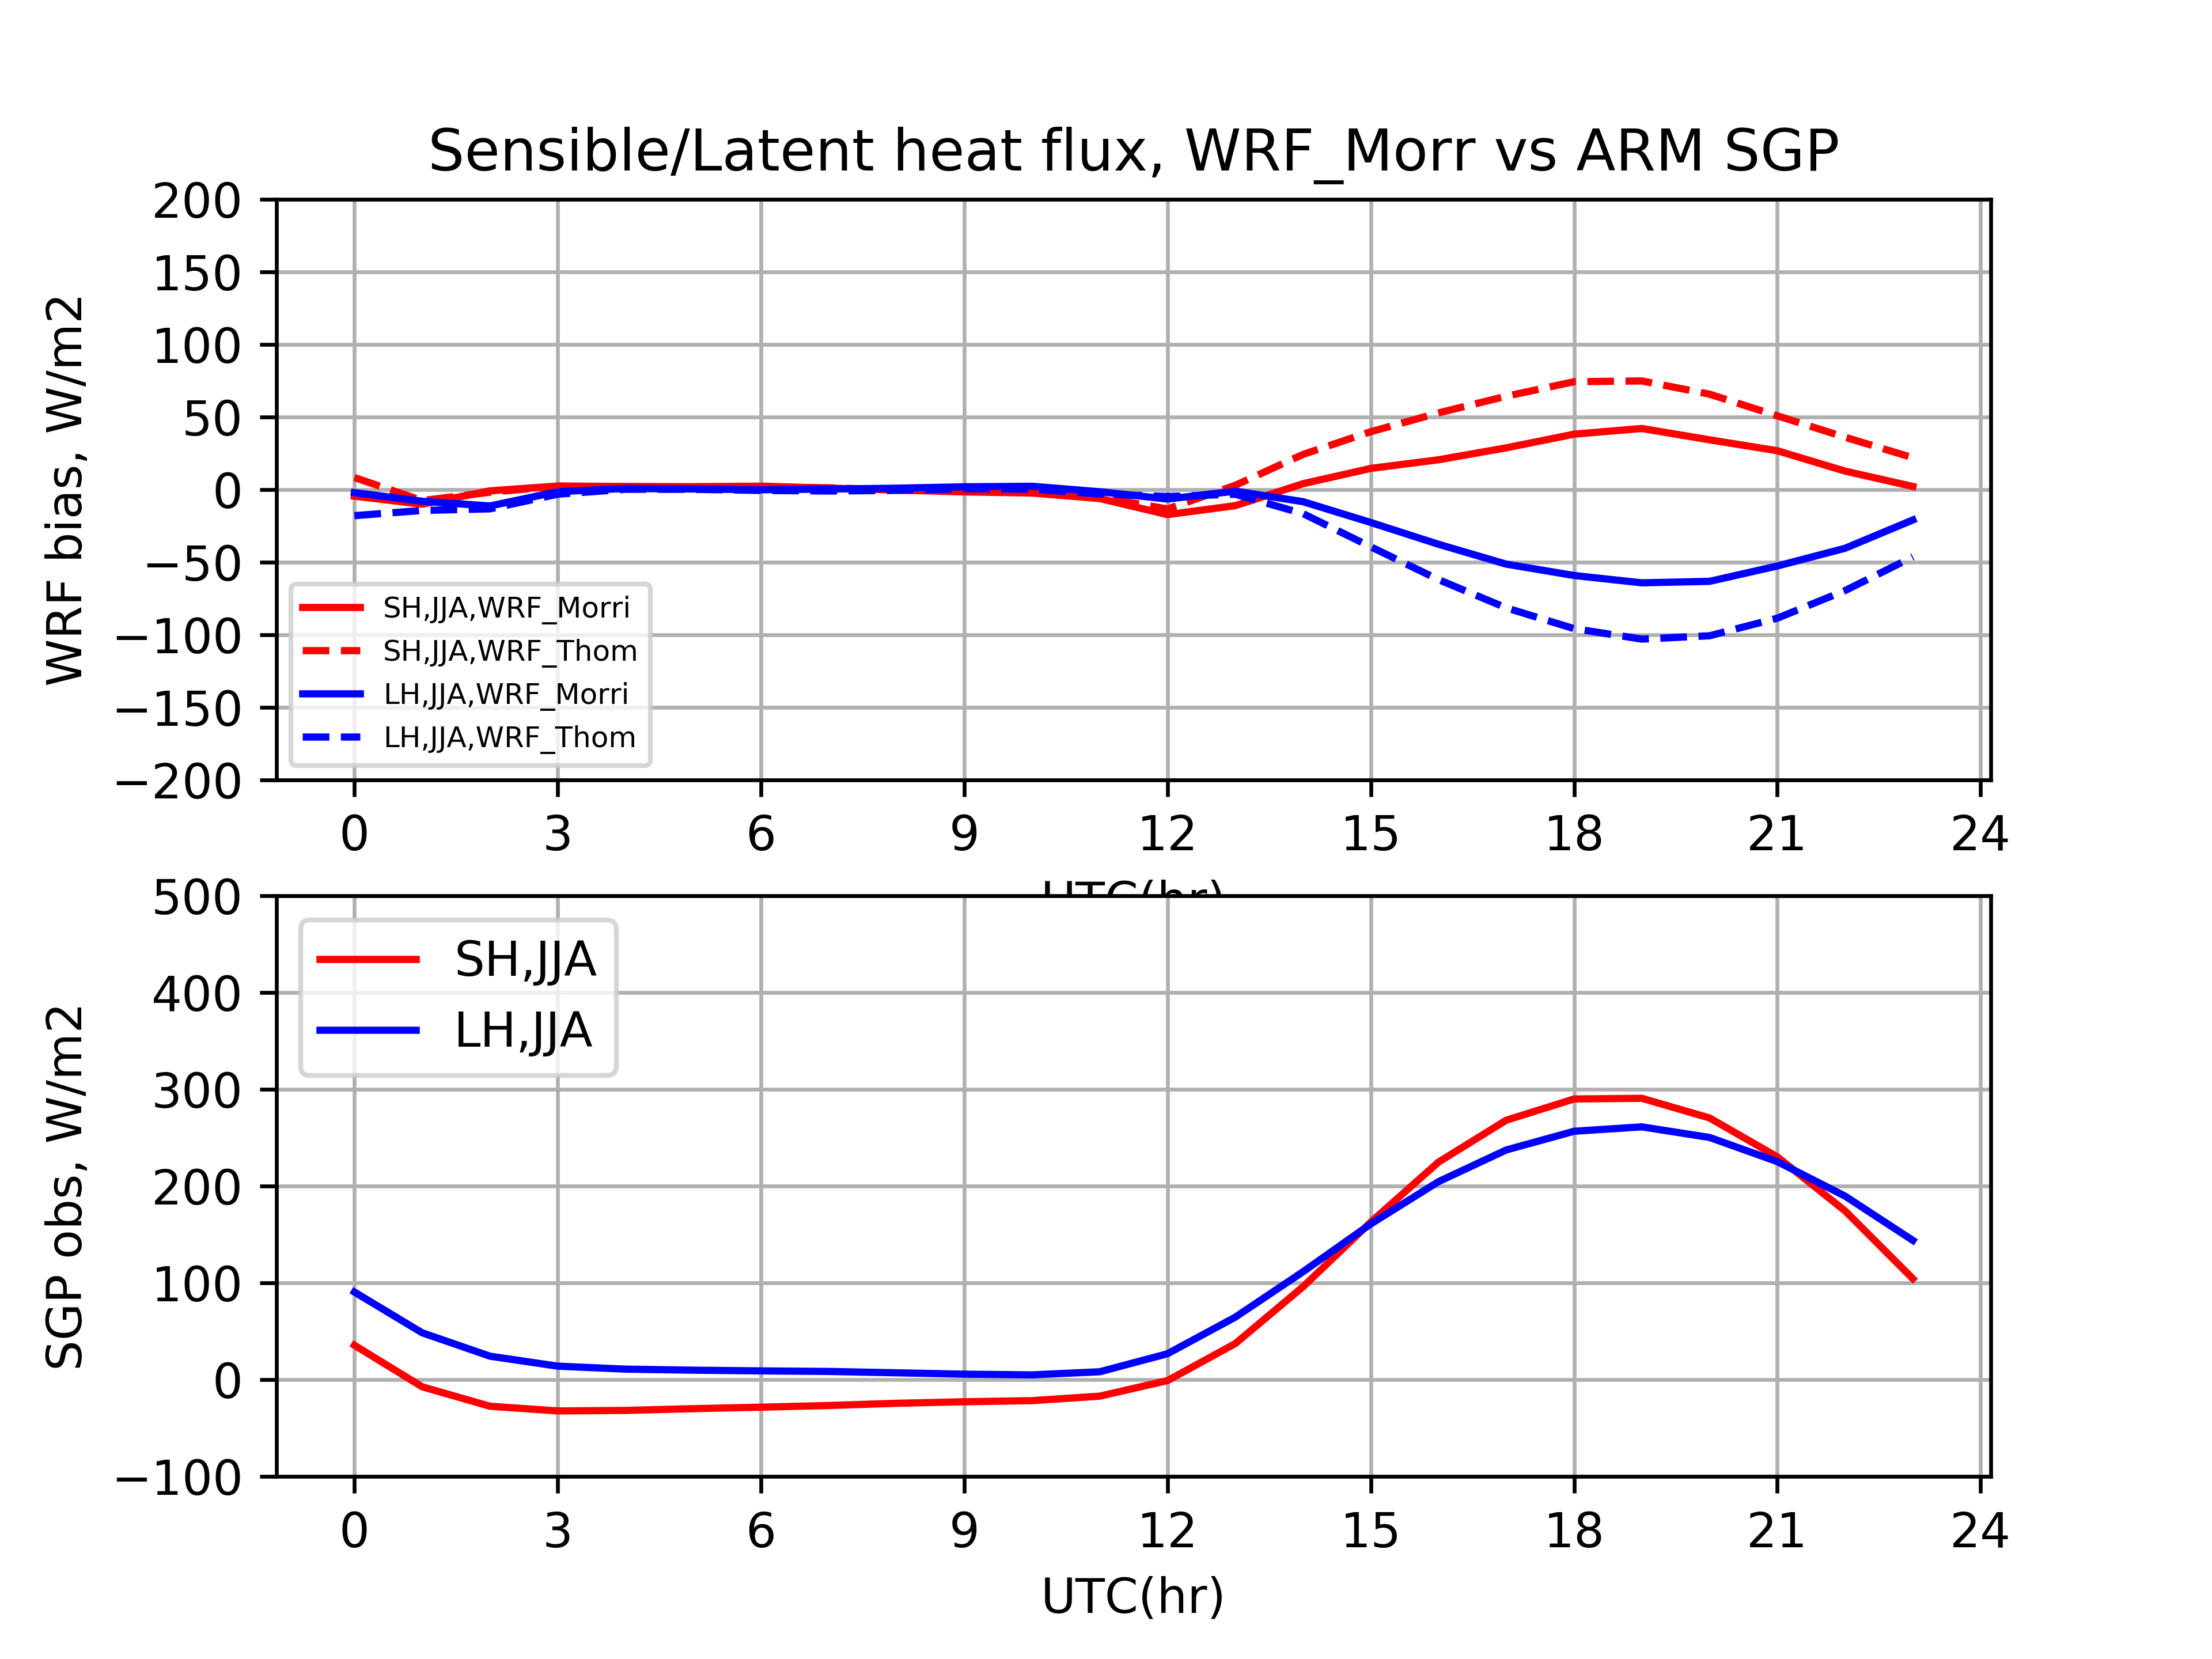 Sensible/Latent heat flux, WRF_Morr vs ARM SGP
WRF bias, W/m2
200
150
100
50
0
−50
−100
−150
−200
SH,JJA,WRF_Morri
SH,JJA,WRF_Thom
LH,JJA,WRF_Morri
LH,JJA,WRF_Thom
0 3 6 9 12 15 18 21 24
UTC(hr)
SGP obs, W/m2
500
400
300
200
100
0
−100
SH,JJA
LH,JJA
0 3 6 9 12 15 18 21 24
UTC(hr)